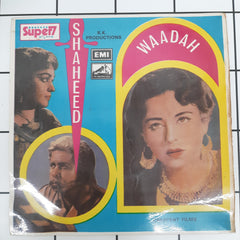 Super7
SHAHEED
K.K.
PRODUCTIONS
EMI
WAADAH